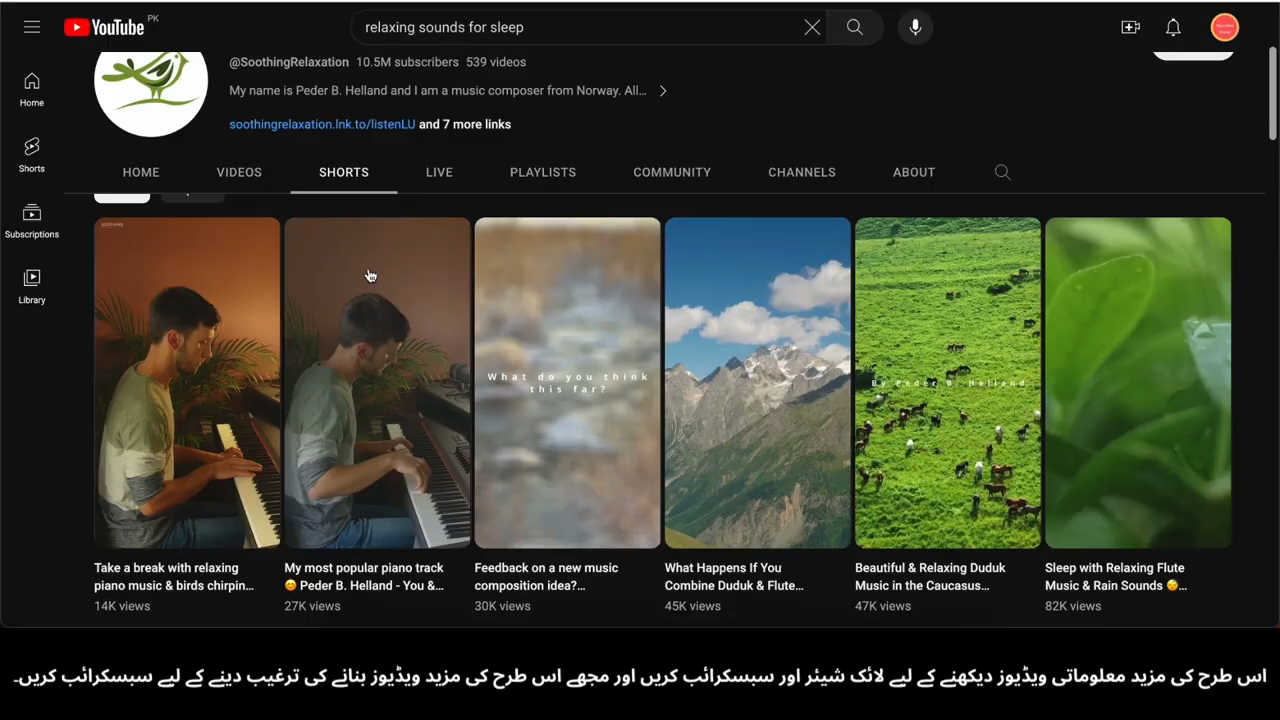 YouTube PK
relaxing sounds for sleep
@SoothingRelaxation 10.5M subscribers 539 videos
My name is Peder B. Helland and I am a music composer from Norway. All...
soothingrelaxation.lnk.to/listenLU and 7 more links
Home
Shorts
Subscriptions
Library
HOME VIDEOS SHORTS LIVE PLAYLISTS COMMUNITY CHANNELS ABOUT
What do you think
this far?
By Peder B. Helland
Take a break with relaxing
piano music & birds chirpin...
14K views
My most popular piano track
😊 Peder B. Helland - You &...
27K views
Feedback on a new music
composition idea?...
30K views
What Happens If You
Combine Duduk & Flute...
45K views
Beautiful & Relaxing Duduk
Music in the Caucasus...
47K views
Sleep with Relaxing Flute
Music & Rain Sounds 😴...
82K views
اس طرح کی مزید معلوماتی ویڈیوز دیکھنے کے لیے لائک شیئر اور سبسکرائب کریں اور مجھے اس طرح کی مزید ویڈیوز بنانے کی ترغیب دینے کے لیے سبسکرائب کریں۔